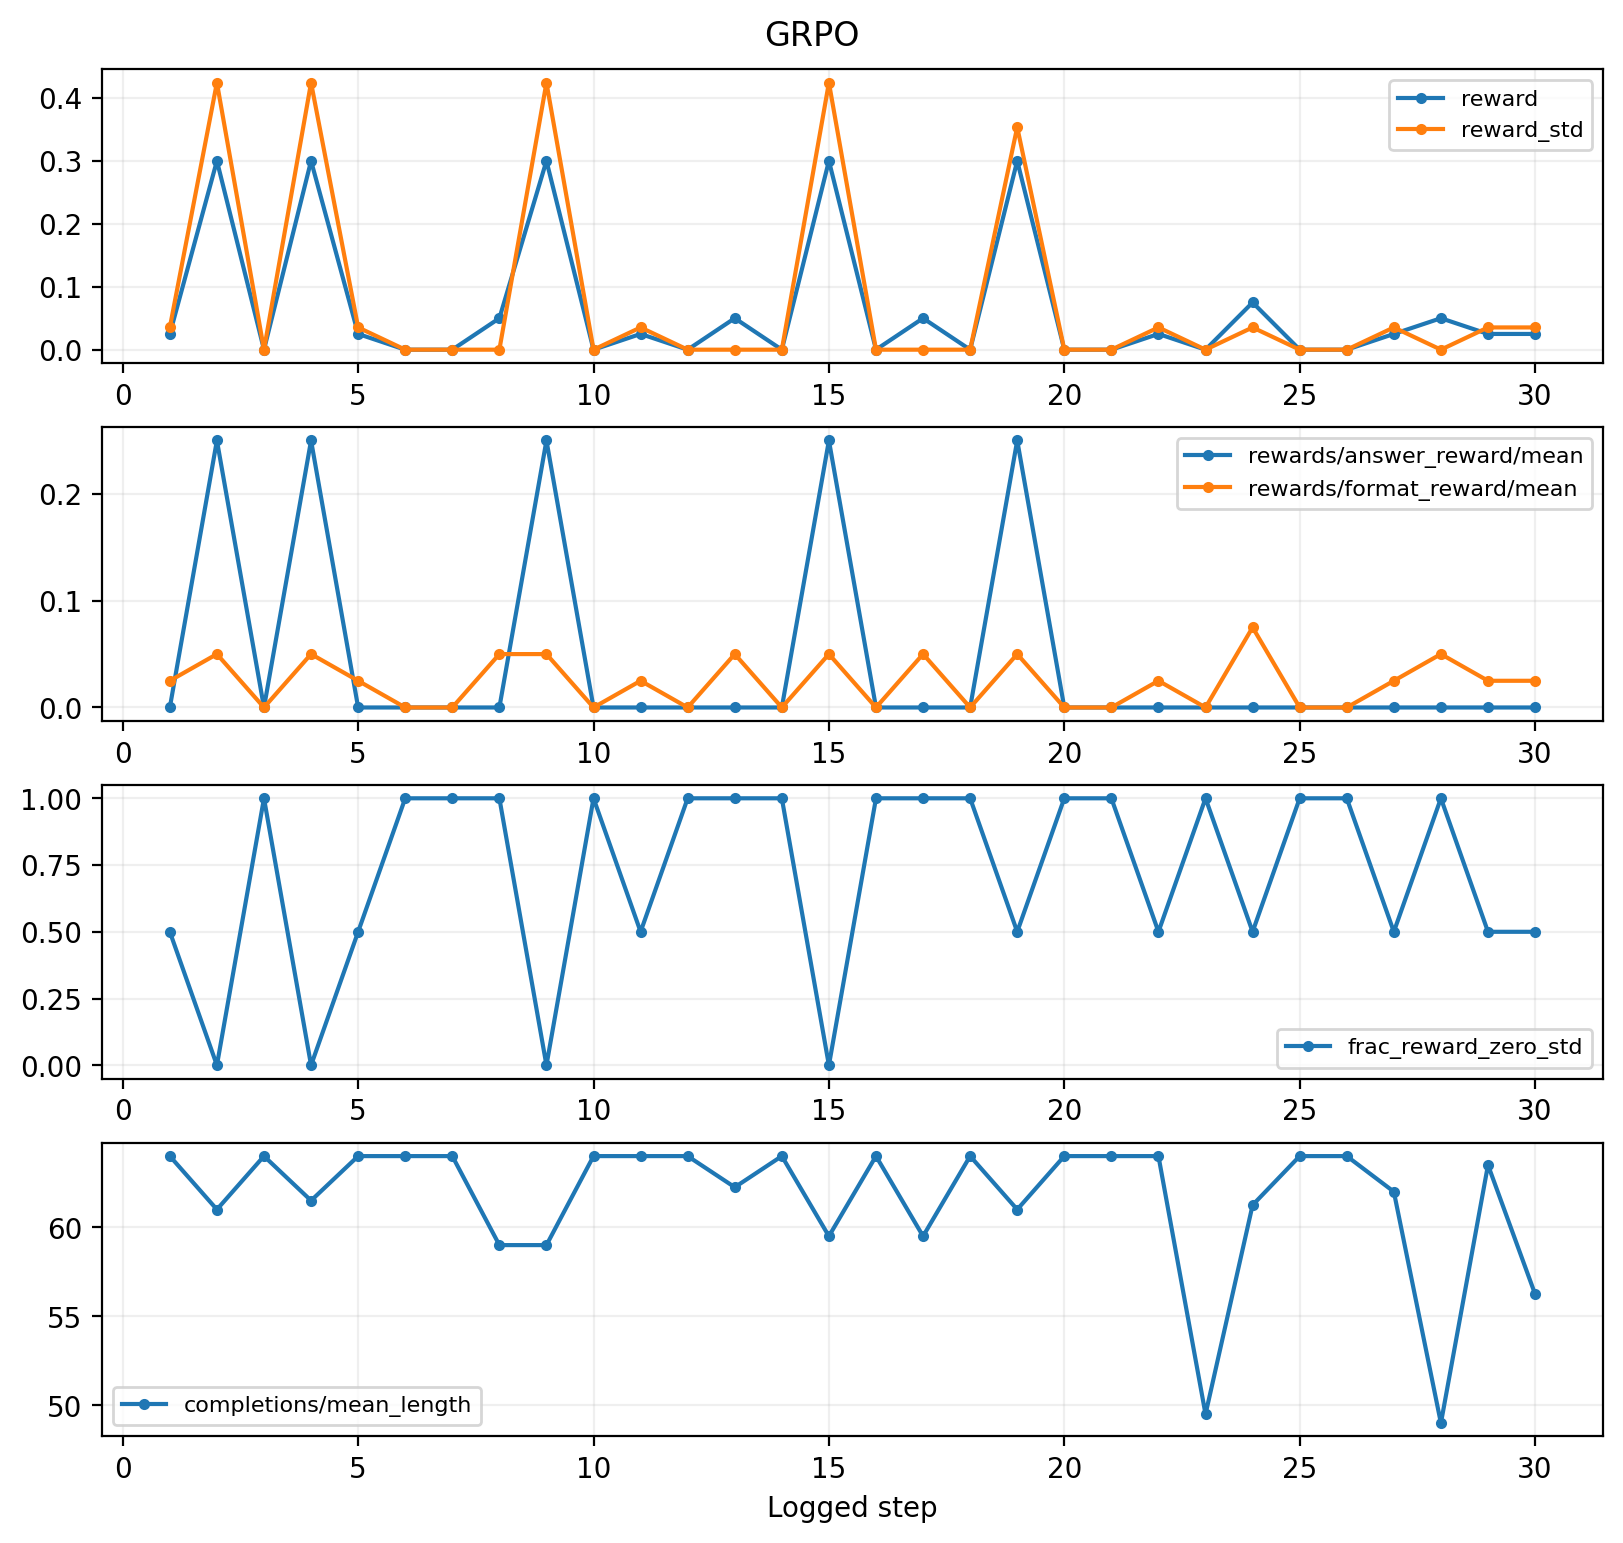 GRPO
0.4
0.3
0.2
0.1
0.0
reward
reward_std
0 5 10 15 20 25 30
0.2
0.1
0.0
rewards/answer_reward/mean
rewards/format_reward/mean
0 5 10 15 20 25 30
1.00
0.75
0.50
0.25
0.00
frac_reward_zero_std
0 5 10 15 20 25 30
60
55
50
completions/mean_length
0 5 10 15 20 25 30
Logged step